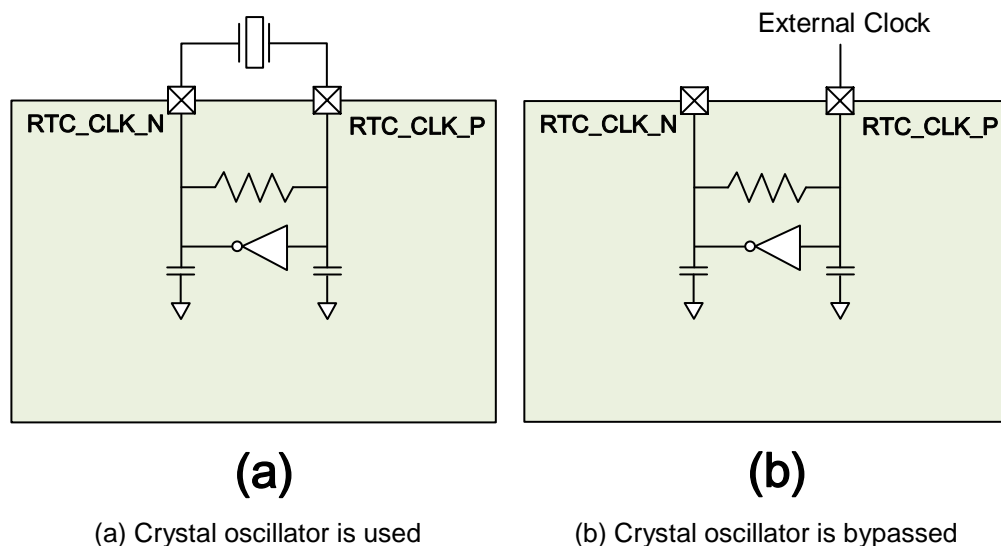 External Clock
RTC_CLK_N
RTC_CLK_P
RTC_CLK_N
RTC_CLK_P
(a)
(b)
(a) Crystal oscillator is used
(b) Crystal oscillator is bypassed